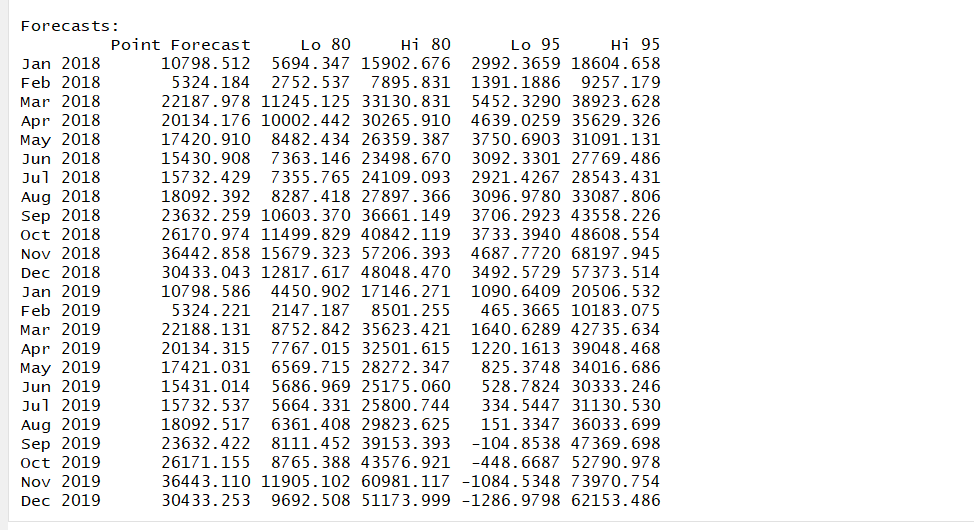 Forecasts:
Point Forecast Lo 80 Hi 80 Lo 95 Hi 95
Jan 2018 10798.512 5694.347 15902.676 2992.3659 18604.658
Feb 2018 5324.184 2752.537 7895.831 1391.1886 9257.179
Mar 2018 22187.978 11245.125 33130.831 5452.3290 38923.628
Apr 2018 20134.176 10002.442 30265.910 4639.0259 35629.326
May 2018 17420.910 8482.434 26359.387 3750.6903 31091.131
Jun 2018 15430.908 7363.146 23498.670 3092.3301 27769.486
Jul 2018 15732.429 7355.765 24109.093 2921.4267 28543.431
Aug 2018 18092.392 8287.418 27897.366 3096.9780 33087.806
Sep 2018 23632.259 10603.370 36661.149 3706.2923 43558.226
Oct 2018 26170.974 11499.829 40842.119 3733.3940 48608.554
Nov 2018 36442.858 15679.323 57206.393 4687.7720 68197.945
Dec 2018 30433.043 12817.617 48048.470 3492.5729 57373.514
Jan 2019 10798.586 4450.902 17146.271 1090.6409 20506.532
Feb 2019 5324.221 2147.187 8501.255 465.3665 10183.075
Mar 2019 22188.131 8752.842 35623.421 1640.6289 42735.634
Apr 2019 20134.315 7767.015 32501.615 1220.1613 39048.468
May 2019 17421.031 6569.715 28272.347 825.3748 34016.686
Jun 2019 15431.014 5686.969 25175.060 528.7824 30333.246
Jul 2019 15732.537 5664.331 25800.744 334.5447 31130.530
Aug 2019 18092.517 6361.408 29823.625 151.3347 36033.699
Sep 2019 23632.422 8111.452 39153.393 -104.8538 47369.698
Oct 2019 26171.155 8765.388 43576.921 -448.6687 52790.978
Nov 2019 36443.110 11905.102 60981.117 -1084.5348 73970.754
Dec 2019 30433.253 9692.508 51173.999 -1286.9798 62153.486